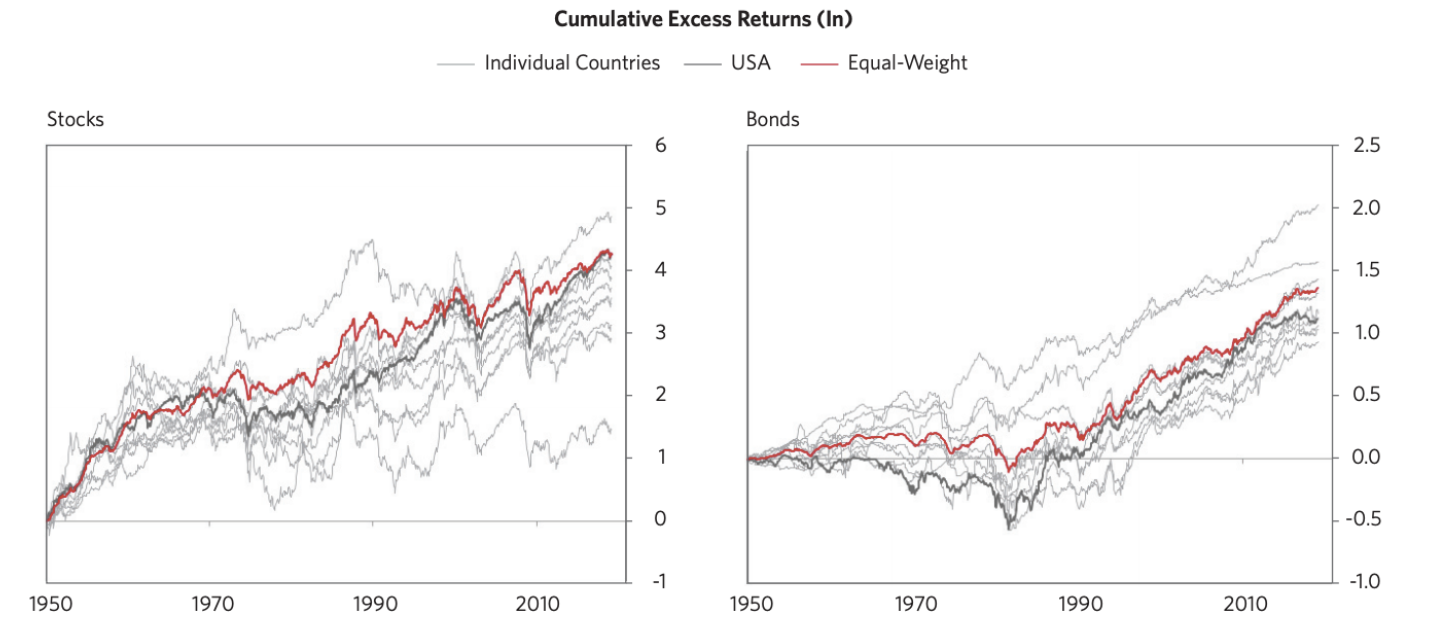 Cumulative Excess Returns (ln)
Individual Countries USA Equal-Weight
Stocks
6
5
4
3
2
1
0
-1
1950 1970 1990 2010
Bonds
2.5
2.0
1.5
1.0
0.5
0.0
-0.5
-1.0
1950 1970 1990 2010